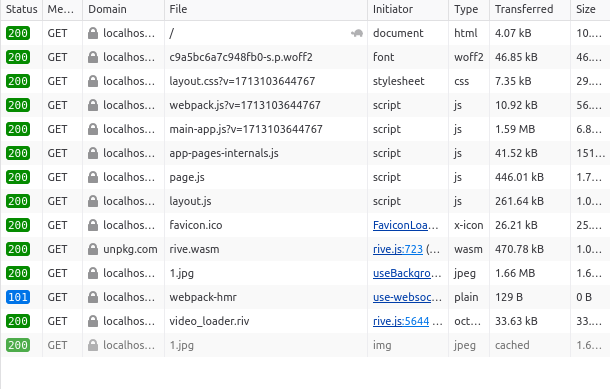 Status Me... Domain File Initiator Type Transferred Size
200 GET localhos... / document html 4.07 kB 10....
200 GET localhos... c9a5bc6a7c948fb0-s.p.woff2 font woff2 46.85 kB 46....
200 GET localhos... layout.css?v=1713103644767 stylesheet css 7.35 kB 29....
200 GET localhos... webpack.js?v=1713103644767 script js 10.92 kB 56....
200 GET localhos... main-app.js?v=1713103644767 script js 1.59 MB 6.8...
200 GET localhos... app-pages-internals.js script js 41.52 kB 151...
200 GET localhos... page.js script js 446.01 kB 1.7...
200 GET localhos... layout.js script js 261.64 kB 1.0...
200 GET localhos... favicon.ico FaviconLoa... x-icon 26.21 kB 25....
200 GET unpkg.com rive.wasm rive.js:723 (... wasm 470.78 kB 1.0...
200 GET localhos... 1.jpg useBackgro... jpeg 1.66 MB 1.6...
101 GET localhos... webpack-hmr use-websoc... plain 129 B 0 B
200 GET localhos... video_loader.riv rive.js:5644 ... oct... 33.63 kB 33....
200 GET localhos... 1.jpg img jpeg cached 1.6...